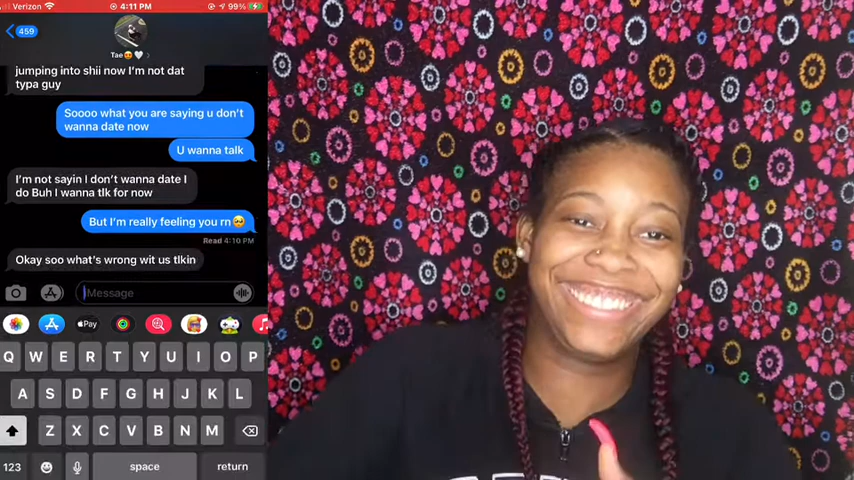 Verizon 4:11 PM 99%
459
Tae😍🤍
jumping into shii now I'm not dat
typa guy
Soooo what you are saying u don't
wanna date now
U wanna talk
I'm not sayin I don't wanna date I
do Buh I wanna tlk for now
But I'm really feeling you rn🥺
Read 4:10 PM
Okay soo what's wrong wit us tlkin
Message
Pay
Q W E R T Y U I O P
A S D F G H J K L
Z X C V B N M
123 space return